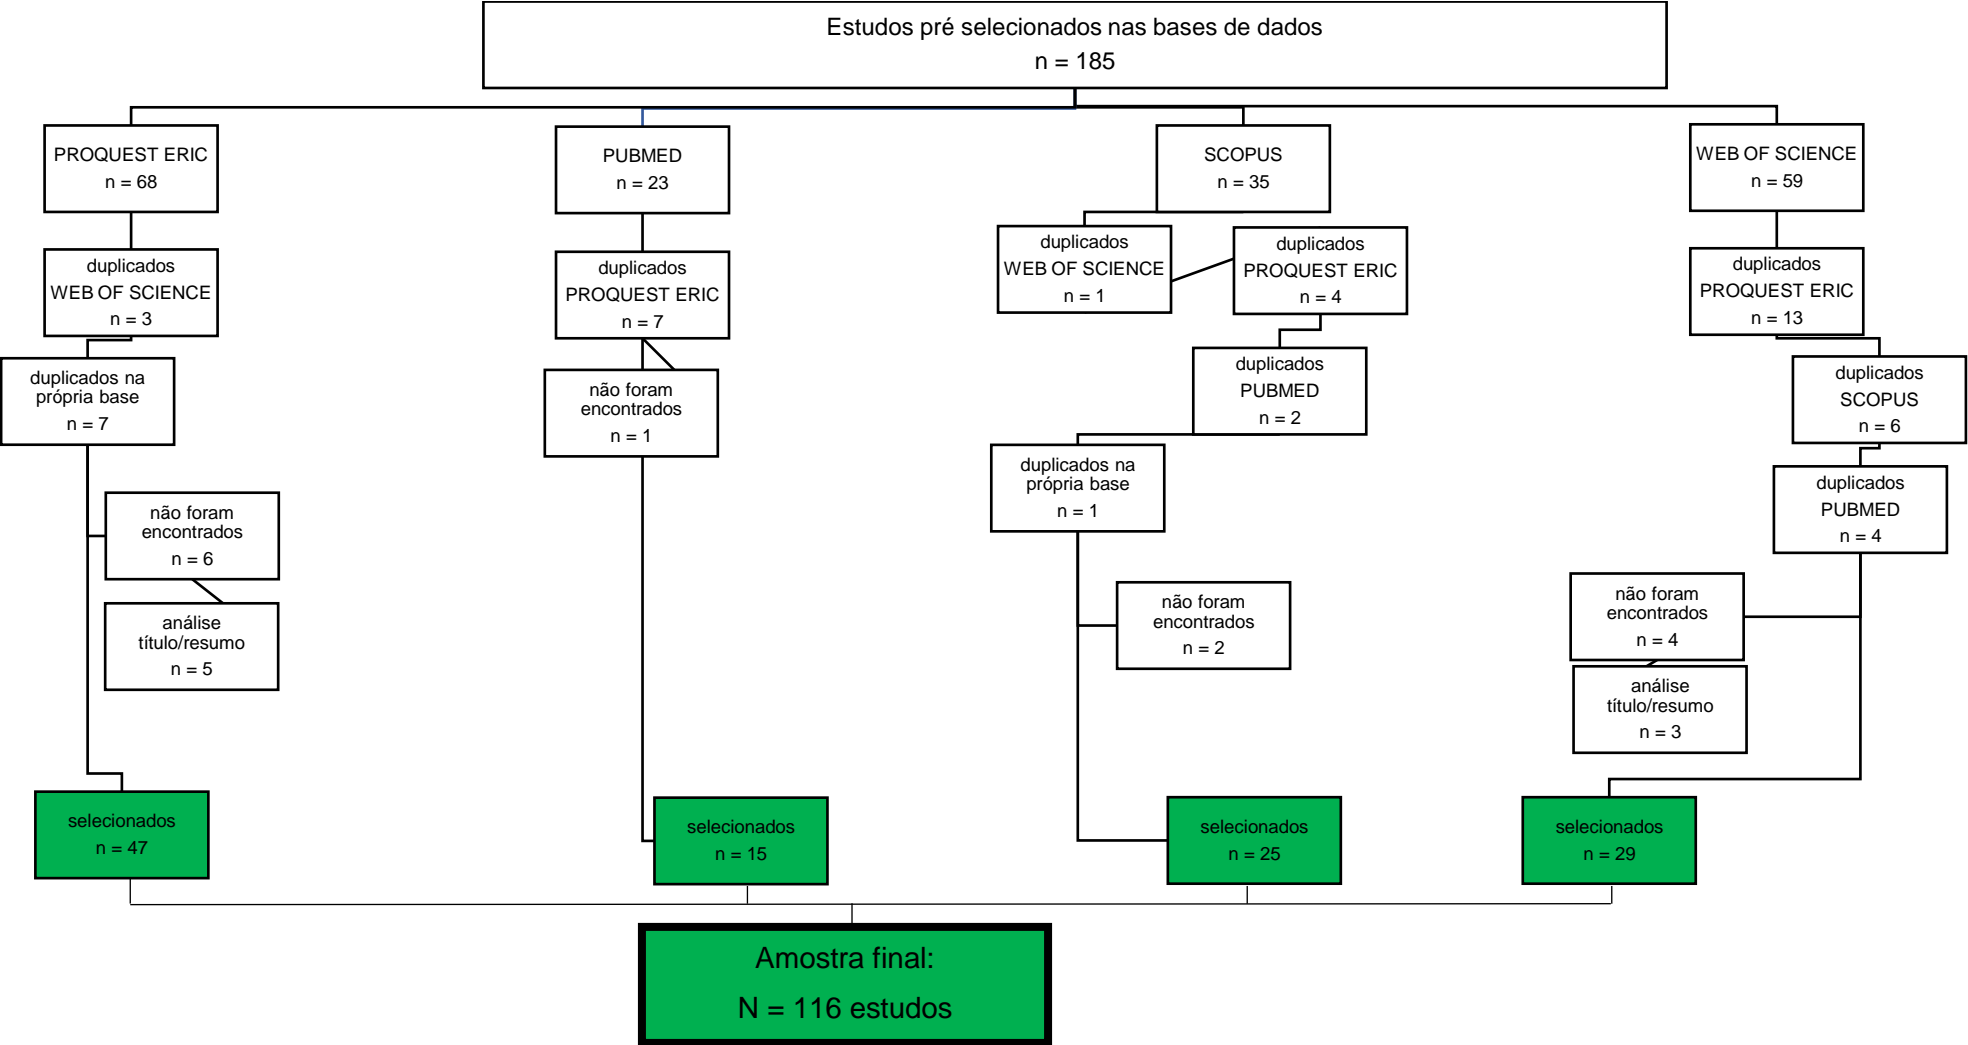 Estudos pré selecionados nas bases de dados
n = 185
PROQUEST ERIC
n = 68
PUBMED
n = 23
SCOPUS
n = 35
WEB OF SCIENCE
n = 59
duplicados
WEB OF SCIENCE
n = 3
duplicados na
própria base
n = 7
não foram
encontrados
n = 6
análise
título/resumo
n = 5
selecionados
n = 47
duplicados
PROQUEST ERIC
n = 7
não foram
encontrados
n = 1
selecionados
n = 15
duplicados
WEB OF SCIENCE
n = 1
duplicados
PROQUEST ERIC
n = 4
duplicados
PUBMED
n = 2
duplicados na
própria base
n = 1
não foram
encontrados
n = 2
selecionados
n = 25
duplicados
PROQUEST ERIC
n = 13
duplicados
SCOPUS
n = 6
duplicados
PUBMED
n = 4
não foram
encontrados
n = 4
análise
título/resumo
n = 3
selecionados
n = 29
Amostra final:
N = 116 estudos